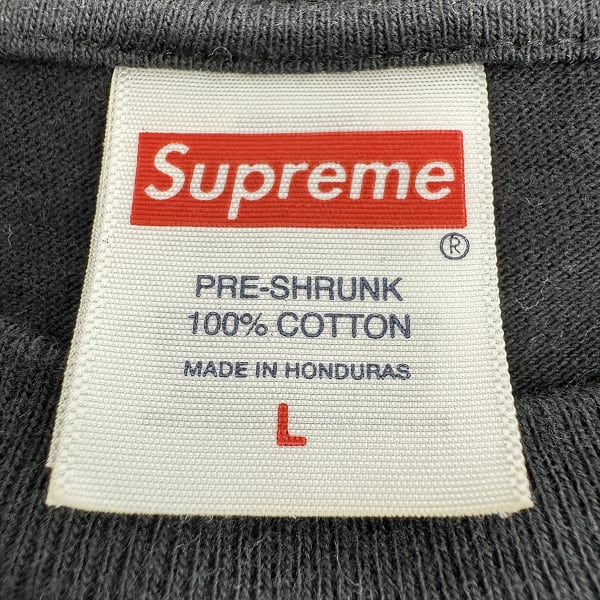 Supreme
®
PRE-SHRUNK
100% COTTON
MADE IN HONDURAS
L